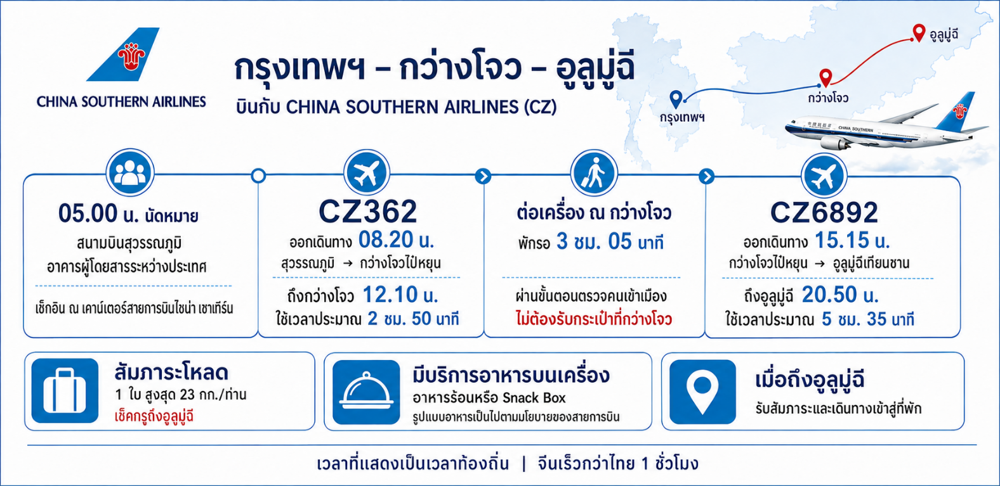 CHINA SOUTHERN AIRLINES
กรุงเทพฯ – กว่างโจว – อูลูมู่ฉี
บินกับ CHINA SOUTHERN AIRLINES (CZ)
อูลูมู่ฉี
กว่างโจว
กรุงเทพฯ
CHINA SOUTHERN
05.00 น. นัดหมาย
สนามบินสุวรรณภูมิ
อาคารผู้โดยสารระหว่างประเทศ
เช็กอิน ณ เคาน์เตอร์สายการบินไชน่า เซาเทิร์น
CZ362
ออกเดินทาง 08.20 น.
สุวรรณภูมิ → กว่างโจวไป๋หยุน
ถึงกว่างโจว 12.10 น.
ใช้เวลาประมาณ 2 ชม. 50 นาที
ต่อเครื่อง ณ กว่างโจว
พักรอ 3 ชม. 05 นาที
ผ่านขั้นตอนตรวจคนเข้าเมือง
ไม่ต้องรับกระเป๋าที่กว่างโจว
CZ6892
ออกเดินทาง 15.15 น.
กว่างโจวไป๋หยุน → อูลูมู่ฉีเทียนซาน
ถึงอูลูมู่ฉี 20.50 น.
ใช้เวลาประมาณ 5 ชม. 35 นาที
สัมภาระโหลด
1 ใบ สูงสุด 23 กก./ท่าน
เช็คทรูถึงอูลูมู่ฉี
มีบริการอาหารบนเครื่อง
อาหารร้อนหรือ Snack Box
รูปแบบอาหารเป็นไปตามนโยบายของสายการบิน
เมื่อถึงอูลูมู่ฉี
รับสัมภาระและเดินทางเข้าสู่ที่พัก
เวลาที่แสดงเป็นเวลาท้องถิ่น | จีนเร็วกว่าไทย 1 ชั่วโมง